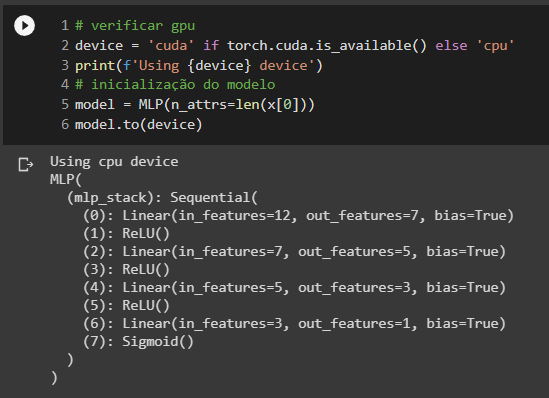 1 # verificar gpu
2 device = 'cuda' if torch.cuda.is_available() else 'cpu'
3 print(f'Using {device} device')
4 # inicialização do modelo
5 model = MLP(n_attrs=len(x[0]))
6 model.to(device)
Using cpu device
MLP(
  (mlp_stack): Sequential(
    (0): Linear(in_features=12, out_features=7, bias=True)
    (1): ReLU()
    (2): Linear(in_features=7, out_features=5, bias=True)
    (3): ReLU()
    (4): Linear(in_features=5, out_features=3, bias=True)
    (5): ReLU()
    (6): Linear(in_features=3, out_features=1, bias=True)
    (7): Sigmoid()
  )
)